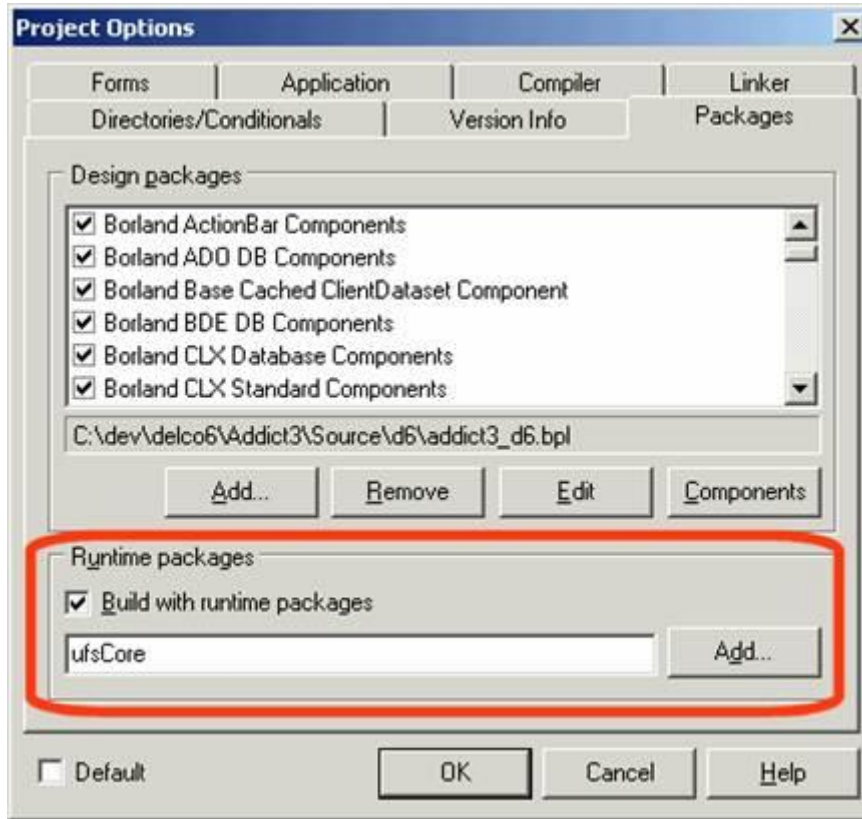 Project Options
Forms Application Compiler Linker
Directories/Conditionals Version Info Packages
Design packages
Borland ActionBar Components
Borland ADO DB Components
Borland Base Cached ClientDataset Component
Borland BDE DB Components
Borland CLX Database Components
Borland CLX Standard Components
C:\dev\delco6\Addict3\Source\d6\addict3_d6.bpl
Add... Remove Edit Components
Runtime packages
Build with runtime packages
ufsCore Add...
Default OK Cancel Help